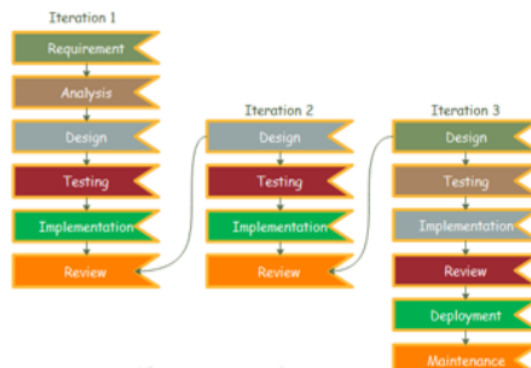 Iteration 1
Requirement
Analysis
Design
Testing
Implementation
Review
Iteration 2
Design
Testing
Implementation
Review
Iteration 3
Design
Testing
Implementation
Review
Deployment
Maintenance